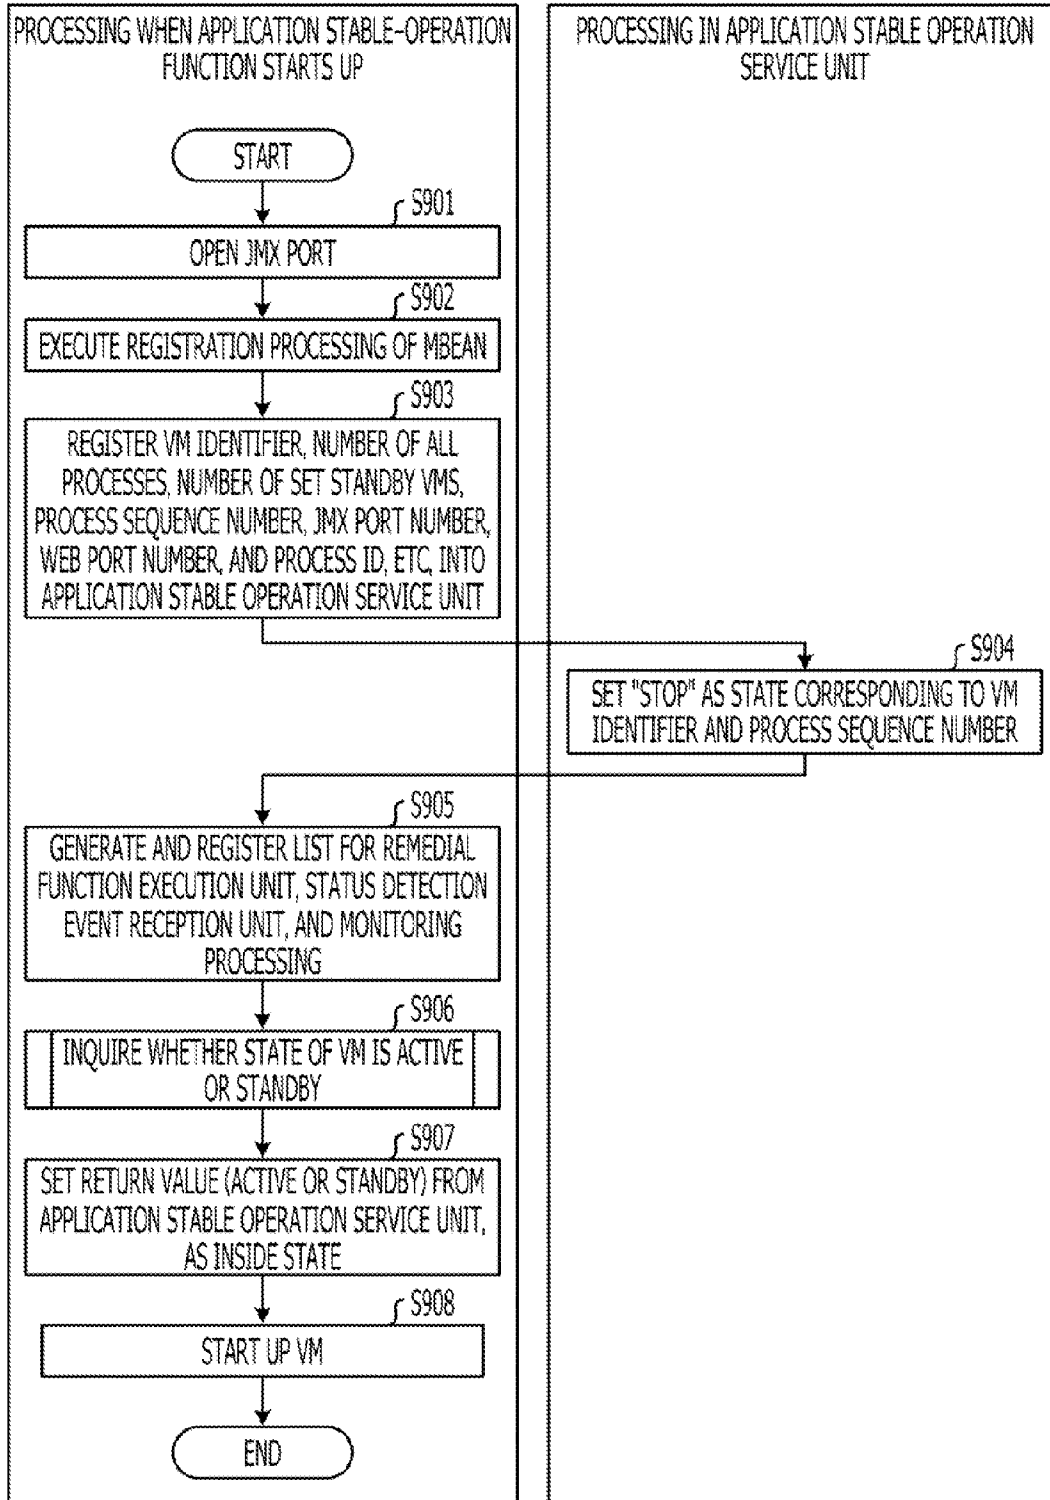 PROCESSING WHEN APPLICATION STABLE-OPERATION
FUNCTION STARTS UP
PROCESSING IN APPLICATION STABLE OPERATION
SERVICE UNIT
START
S901
OPEN JMX PORT
S902
EXECUTE REGISTRATION PROCESSING OF MBEAN
S903
REGISTER VM IDENTIFIER, NUMBER OF ALL
PROCESSES, NUMBER OF SET STANDBY VMS,
PROCESS SEQUENCE NUMBER, JMX PORT NUMBER,
WEB PORT NUMBER, AND PROCESS ID, ETC, INTO
APPLICATION STABLE OPERATION SERVICE UNIT
S904
SET "STOP" AS STATE CORRESPONDING TO VM
IDENTIFIER AND PROCESS SEQUENCE NUMBER
S905
GENERATE AND REGISTER LIST FOR REMEDIAL
FUNCTION EXECUTION UNIT, STATUS DETECTION
EVENT RECEPTION UNIT, AND MONITORING
PROCESSING
S906
INQUIRE WHETHER STATE OF VM IS ACTIVE
OR STANDBY
S907
SET RETURN VALUE (ACTIVE OR STANDBY) FROM
APPLICATION STABLE OPERATION SERVICE UNIT,
AS INSIDE STATE
S908
START UP VM
END